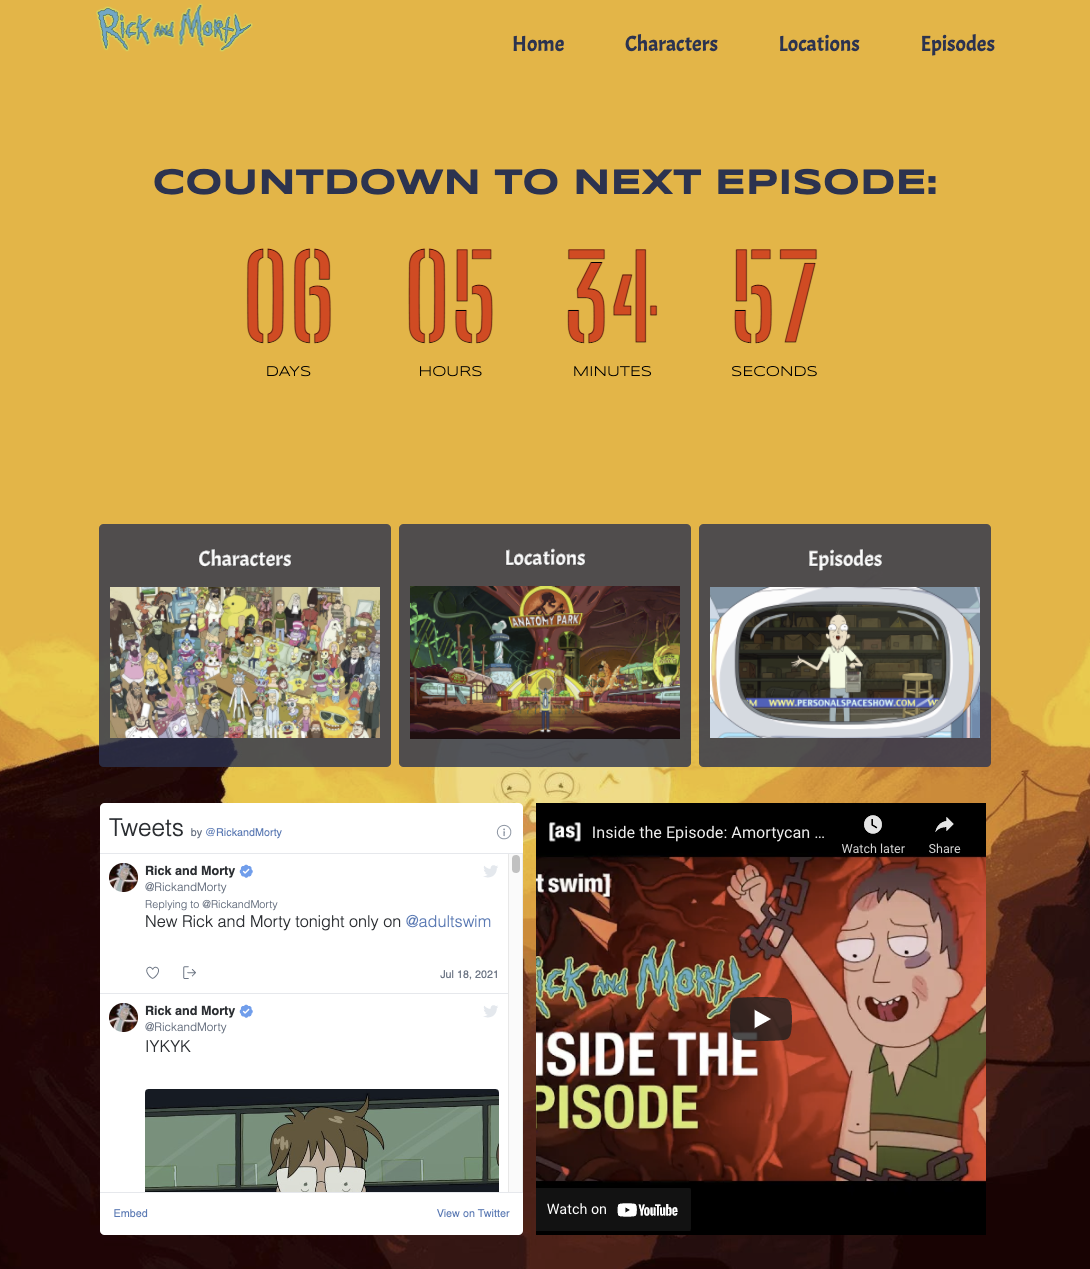 Rick and Morty
Home Characters Locations Episodes
COUNTDOWN TO NEXT EPISODE:
06 05 34 57
DAYS HOURS MINUTES SECONDS
Characters
Locations
ANATOMY PARK
Episodes
M WWW.PERSONALSPACESHOW.COM W
Tweets by @RickandMorty
Rick and Morty
@RickandMorty
Replying to @RickandMorty
New Rick and Morty tonight only on @adultswim
Jul 18, 2021
Rick and Morty
@RickandMorty
IYKYK
Embed View on Twitter
[as] Inside the Episode: Amortycan ...
Watch later Share
t swim]
ick and Morty
NSIDE THE
PISODE
Watch on YouTube